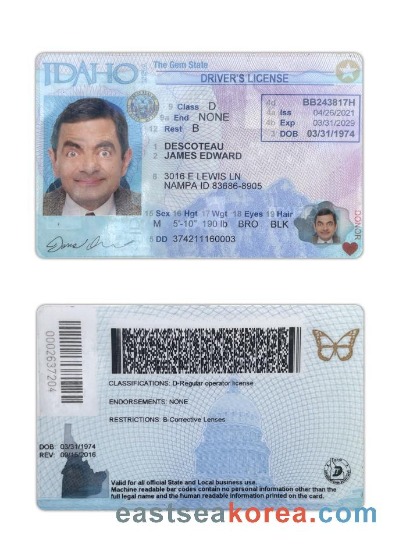 IDAHO
The Gem State
DRIVER'S LICENSE
9 Class D
9a End NONE
12 Rest B
4d BB243817H
4a Iss 04/26/2021
4b Exp 03/31/2029
3 DOB 03/31/1974
1 DESCOTEAU
2 JAMES EDWARD
8 3016 E LEWIS LN
NAMPA ID 83686-8905
15 Sex 16 Hgt 17 Wgt 18 Eyes 19 Hair
M 5'-10" 190 lb BRO BLK
5 DD 374211160003
DONOR
0002637204
CLASSIFICATIONS: D-Regular operator license
ENDORSEMENTS: NONE
RESTRICTIONS: B-Corrective Lenses
DOB: 03/31/1974
REV: 09/15/2016
Valid for all official State and Local business use.
Machine readable bar codes contain no personal information other than the
full legal name and the human readable information printed on the card.
eastseakorea.com